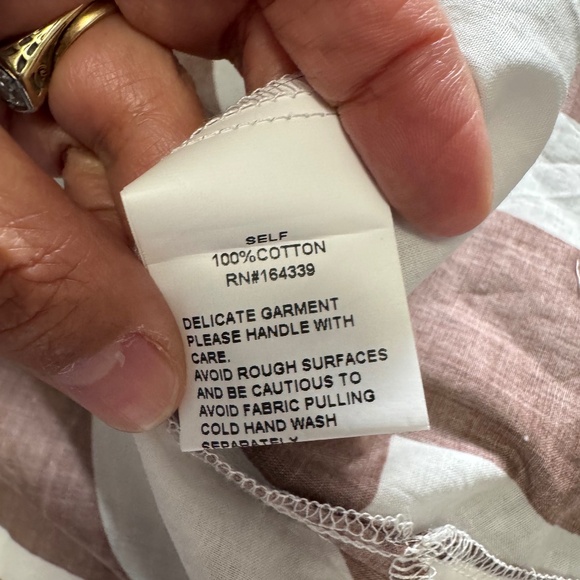 SELF
100%COTTON
RN#164339
DELICATE GARMENT
PLEASE HANDLE WITH
CARE.
AVOID ROUGH SURFACES
AND BE CAUTIOUS TO
AVOID FABRIC PULLING
COLD HAND WASH
SEPARATELY